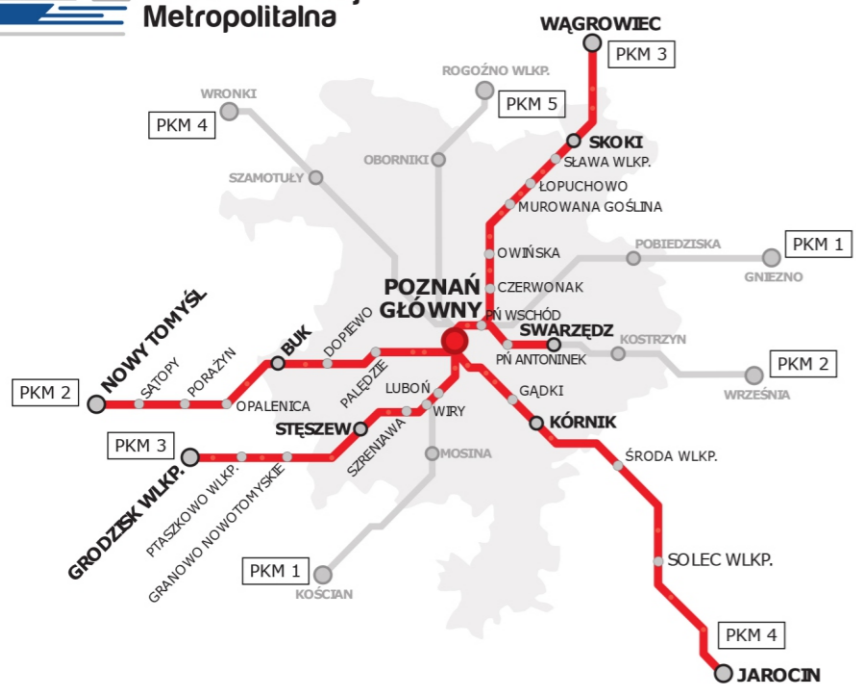 Metropolitalna
WĄGROWIEC
PKM 3
ROGOŹNO WLKP.
PKM 5
WRONKI
PKM 4
SKOKI
SŁAWA WLKP.
OBORNIKI
SZAMOTUŁY
ŁOPUCHOWO
MUROWANA GOŚLINA
OWIŃSKA
POBIEDZISKA
PKM 1
GNIEZNO
POZNAŃ
GŁÓWNY
CZERWONAK
PŃ WSCHÓD
SWARZĘDZ
KOSTRZYN
PŃ ANTONINEK
PKM 2
WRZEŚNIA
NOWY TOMYŚL
PKM 2
SĄTOPY
PORAŻYN
OPALENICA
BUK
DOPIEWO
PALĘDZIE
LUBOŃ
WIRY
GĄDKI
KÓRNIK
STĘSZEW
SZRENIAWA
PKM 3
MOSINA
ŚRODA WLKP.
GRODZISK WLKP.
PTASZKOWO WLKP.
GRANOWO NOWOTOMYSKIE
PKM 1
KOŚCIAN
SOLEC WLKP.
PKM 4
JAROCIN